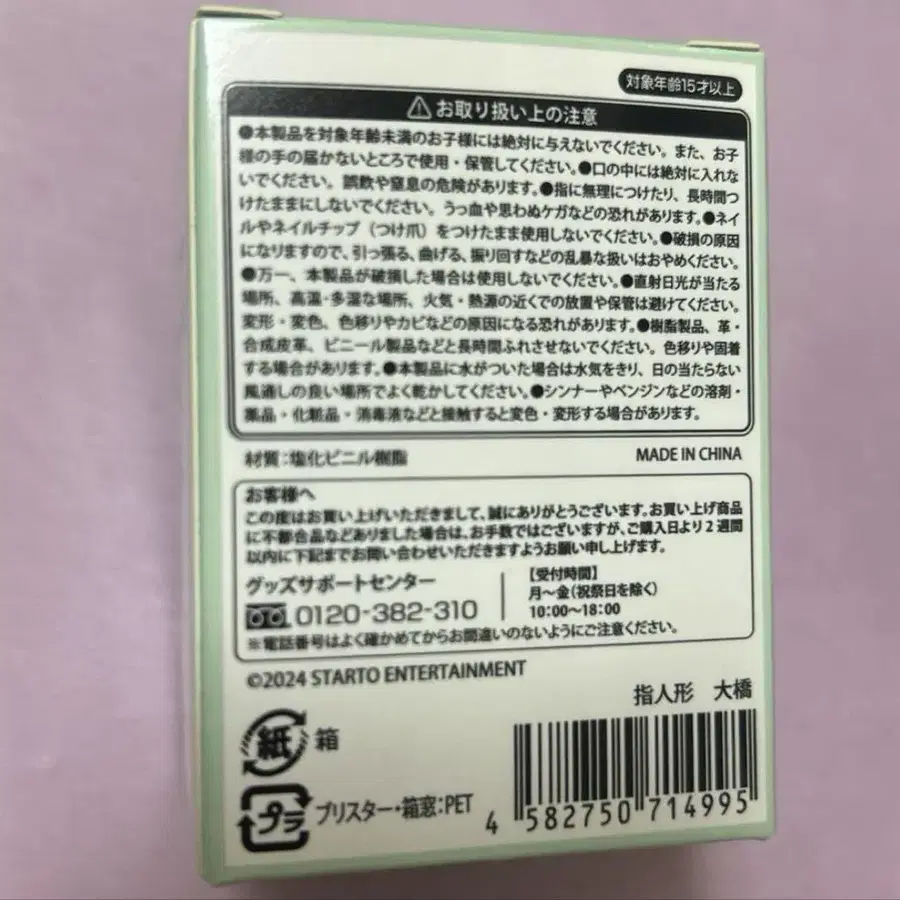 対象年齢15才以上
お取り扱い上の注意
●本製品を対象年齢未満のお子様には絶対に与えないでください。また、お子
様の手の届かないところで使用・保管してください。●口の中には絶対に入れな
いでください。誤飲や窒息の危険があります。●指に無理につけたり、長時間つ
けたままにしないでください。うっ血や思わぬケガなどの恐れがあります。●ネイ
ルやネイルチップ（つけ爪）をつけたまま使用しないでください。●破損の原因
になりますので、引っ張る、曲げる、振り回すなどの乱暴な扱いはおやめください。
●万一、本製品が破損した場合は使用しないでください。●直射日光が当たる
場所、高温・多湿な場所、火気・熱源の近くでの放置や保管は避けてください。
変形・変色、色移りやカビなどの原因になる恐れがあります。●樹脂製品、革・
合成皮革、ビニール製品などと長時間ふれさせないでください。色移りや固着
する場合があります。●本製品に水がついた場合は水気をきり、日の当たらない
風通しの良い場所でよく乾かしてください。●シンナーやベンジンなどの溶剤・
薬品・化粧品・消毒液などと接触すると変色・変形する場合があります。
材質：塩化ビニル樹脂 MADE IN CHINA
お客様へ
この度はお買い上げいただきまして、誠にありがとうございます。お買い上げ商品
に不都合品などありました場合は、お手数ではございますが、ご購入日より2週間
以内に下記までお問い合わせいただきますようお願い申し上げます。
グッズサポートセンター
0120-382-310
【受付時間】
月〜金（祝祭日を除く）
10:00〜18:00
※電話番号はよく確かめてからお間違いのないようにご注意ください。
©2024 STARTO ENTERTAINMENT
指人形 大橋
紙 箱
プラ ブリスター・箱窓：PET
4 582750 714995